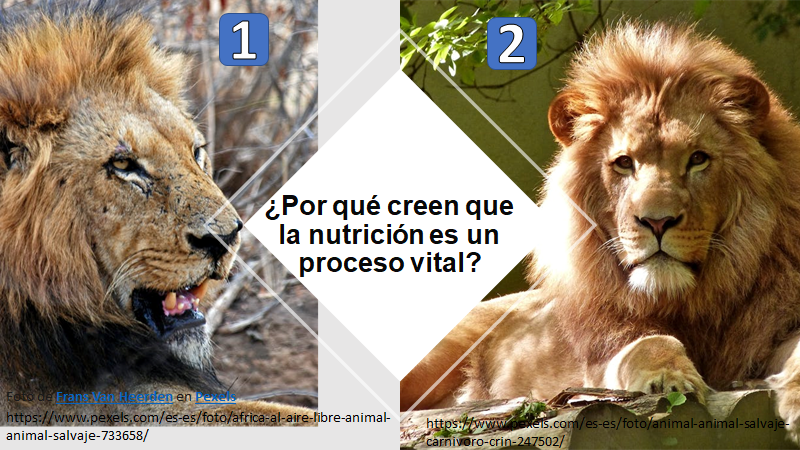 1
2
¿Por qué creen que
la nutrición es un
proceso vital?
Foto de Frans Van Heerden en Pexels
https://www.pexels.com/es-es/foto/africa-al-aire-libre-animal-
animal-salvaje-733658/
https://www.pexels.com/es-es/foto/animal-animal-salvaje-
carnivoro-crin-247502/